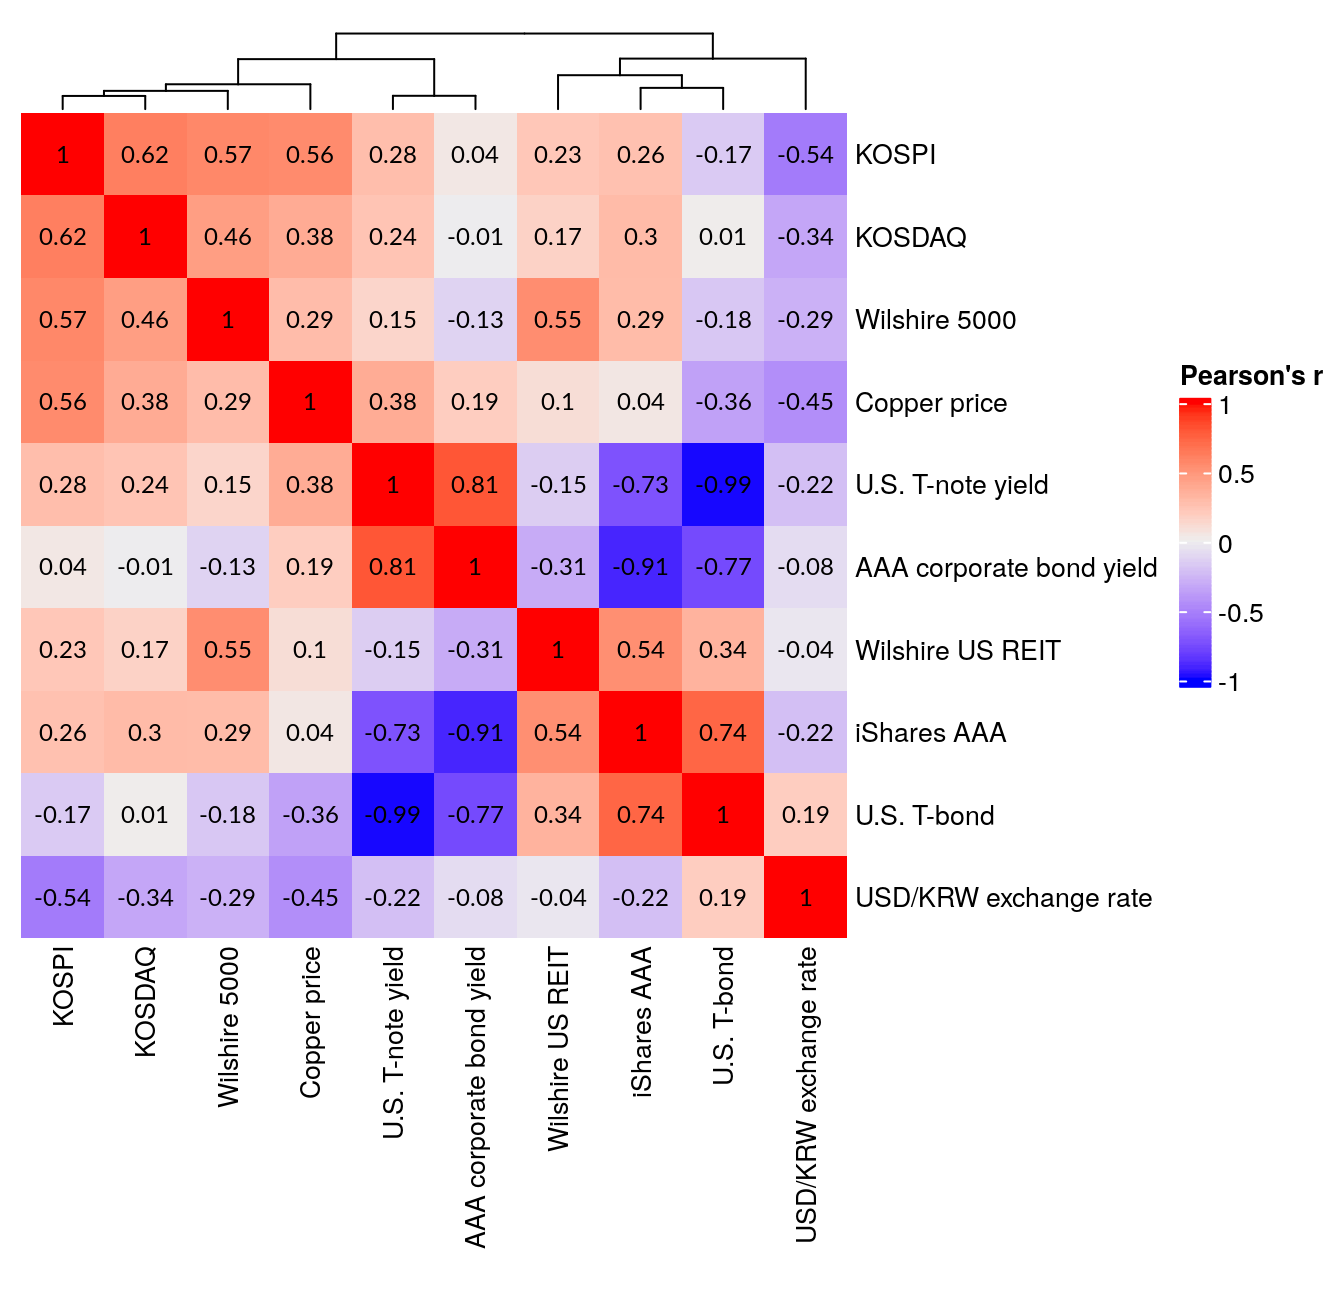 1 0.62 0.57 0.56 0.28 0.04 0.23 0.26 -0.17 -0.54 KOSPI
0.62 1 0.46 0.38 0.24 -0.01 0.17 0.3 0.01 -0.34 KOSDAQ
0.57 0.46 1 0.29 0.15 -0.13 0.55 0.29 -0.18 -0.29 Wilshire 5000
0.56 0.38 0.29 1 0.38 0.19 0.1 0.04 -0.36 -0.45 Copper price
0.28 0.24 0.15 0.38 1 0.81 -0.15 -0.73 -0.99 -0.22 U.S. T-note yield
0.04 -0.01 -0.13 0.19 0.81 1 -0.31 -0.91 -0.77 -0.08 AAA corporate bond yield
0.23 0.17 0.55 0.1 -0.15 -0.31 1 0.54 0.34 -0.04 Wilshire US REIT
0.26 0.3 0.29 0.04 -0.73 -0.91 0.54 1 0.74 -0.22 iShares AAA
-0.17 0.01 -0.18 -0.36 -0.99 -0.77 0.34 0.74 1 0.19 U.S. T-bond
-0.54 -0.34 -0.29 -0.45 -0.22 -0.08 -0.04 -0.22 0.19 1 USD/KRW exchange rate
KOSPI
KOSDAQ
Wilshire 5000
Copper price
U.S. T-note yield
AAA corporate bond yield
Wilshire US REIT
iShares AAA
U.S. T-bond
USD/KRW exchange rate
Pearson's r
1
0.5
0
-0.5
-1